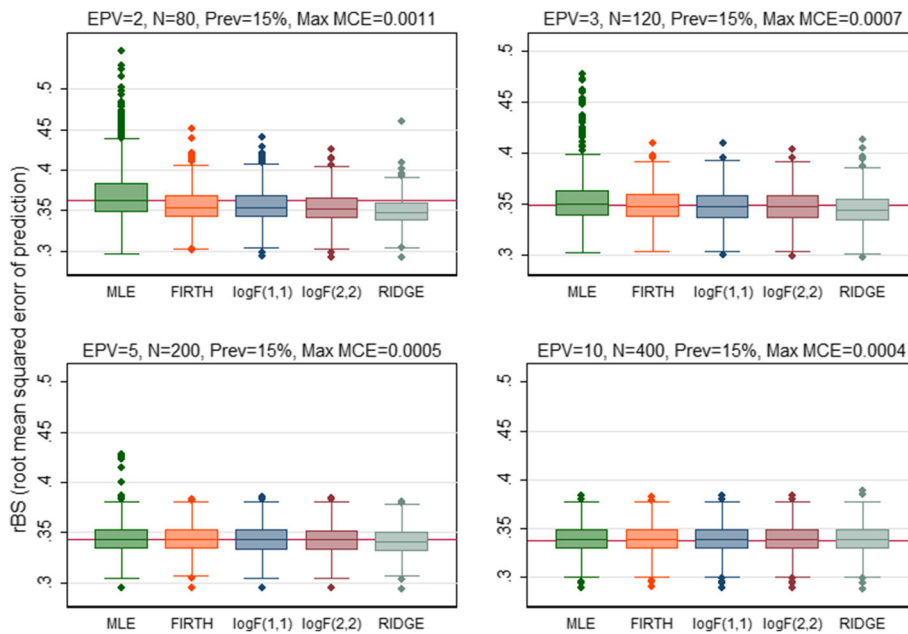 EPV=2, N=80, Prev=15%, Max MCE=0.0011
.5
.45
.4
.35
.3
MLE FIRTH logF(1,1) logF(2,2) RIDGE
EPV=3, N=120, Prev=15%, Max MCE=0.0007
.5
.45
.4
.35
.3
MLE FIRTH logF(1,1) logF(2,2) RIDGE
rBS (root mean squared erorr of prediction)
EPV=5, N=200, Prev=15%, Max MCE=0.0005
.5
.45
.4
.35
.3
MLE FIRTH logF(1,1) logF(2,2) RIDGE
EPV=10, N=400, Prev=15%, Max MCE=0.0004
.5
.45
.4
.35
.3
MLE FIRTH logF(1,1) logF(2,2) RIDGE